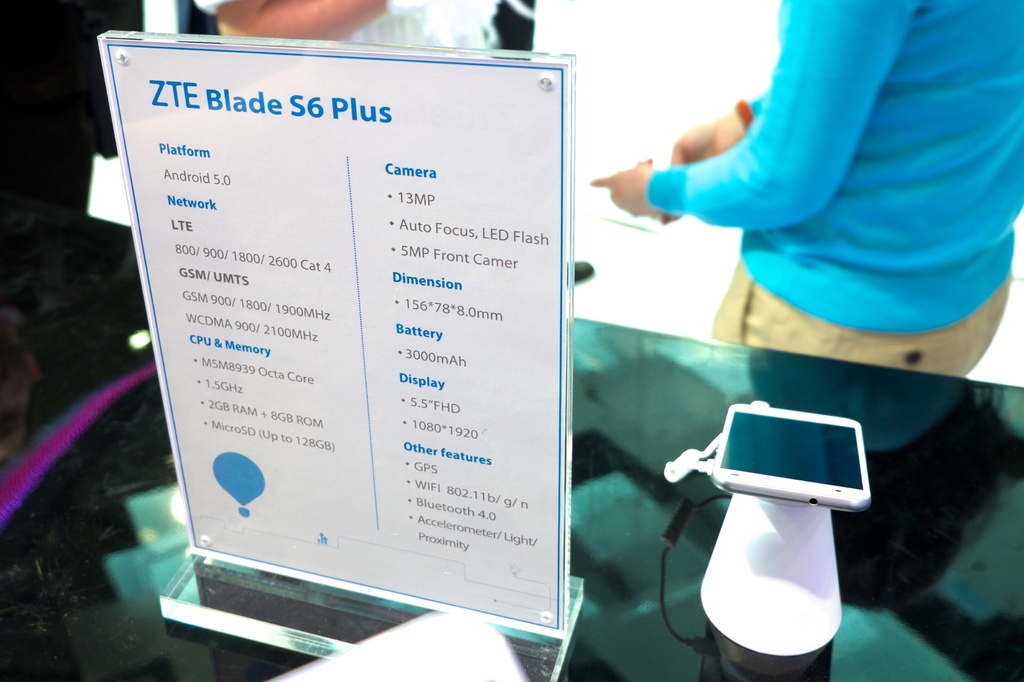 ZTE Blade S6 Plus
Platform
Android 5.0
Network
LTE
800/ 900/ 1800/ 2600 Cat 4
GSM/ UMTS
GSM 900/ 1800/ 1900MHz
WCDMA 900/ 2100MHz
CPU & Memory
• MSM8939 Octa Core
• 1.5GHz
• 2GB RAM + 8GB ROM
• MicroSD (Up to 128GB)
Camera
• 13MP
• Auto Focus, LED Flash
• 5MP Front Camer
Dimension
• 156*78*8.0mm
Battery
• 3000mAh
Display
• 5.5"FHD
• 1080*1920
Other features
• GPS
• WIFI 802.11b/ g/ n
• Bluetooth 4.0
• Accelerometer/ Light/
Proximity